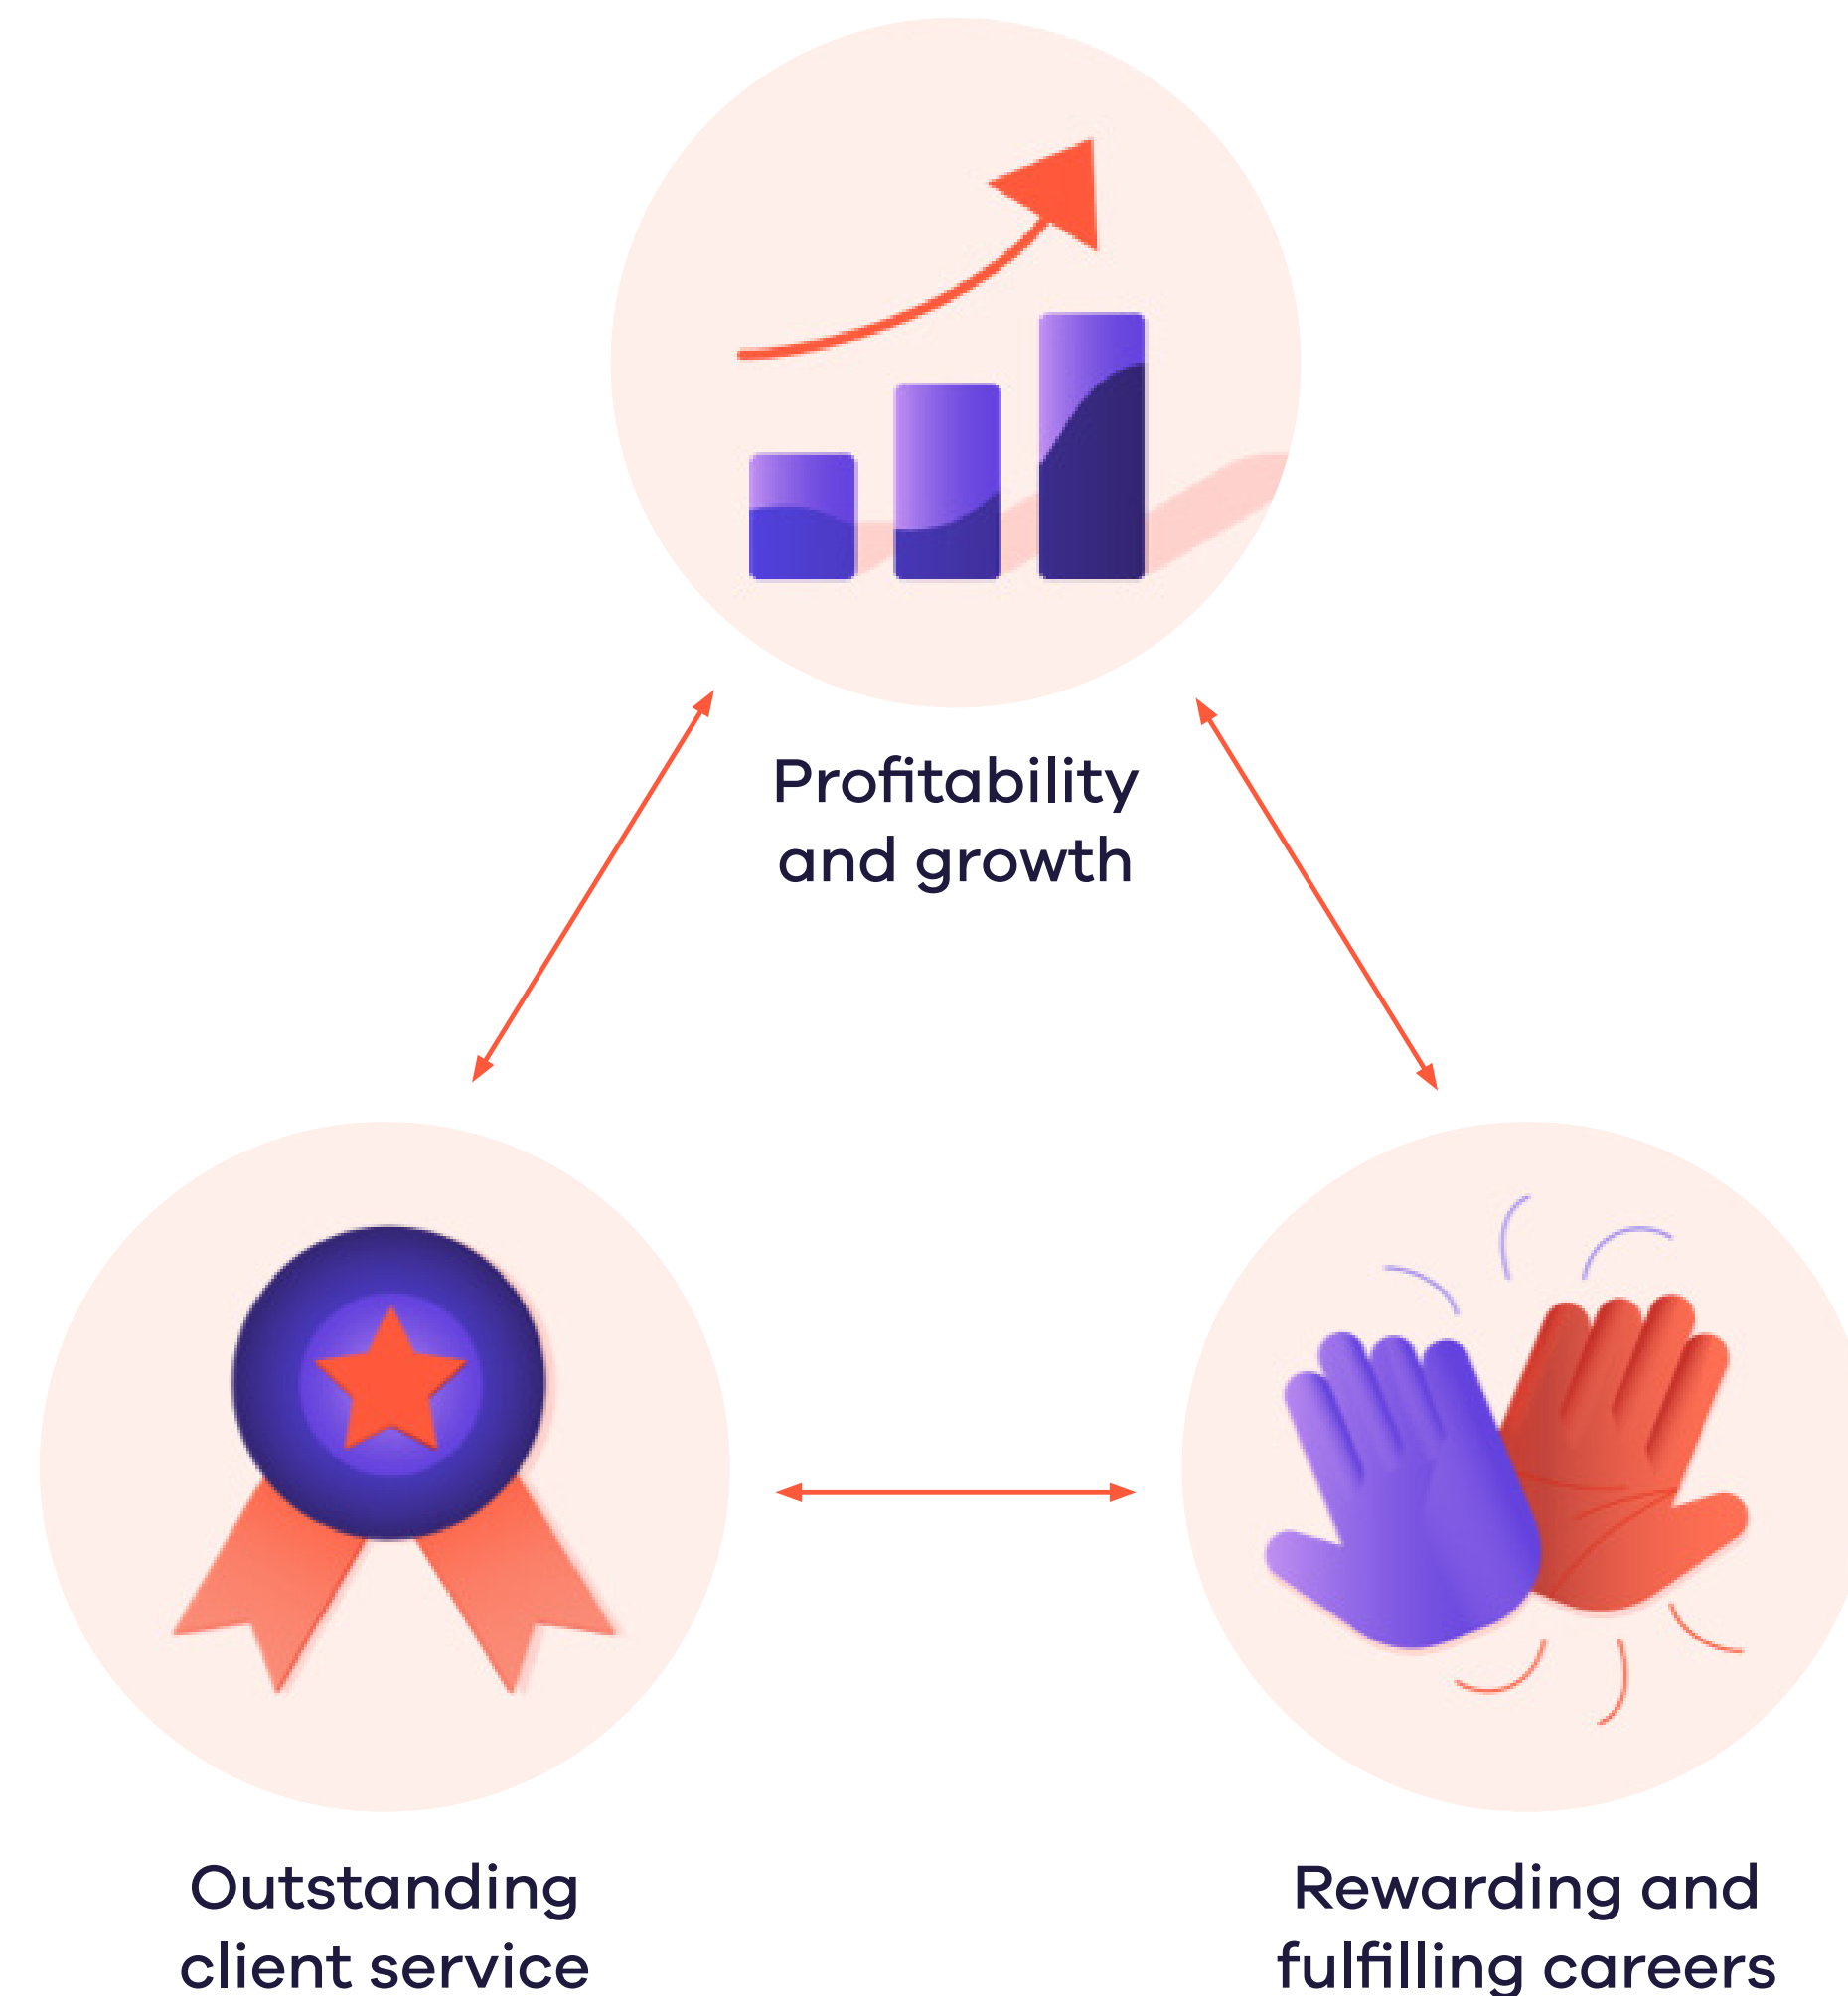 Profitability
and growth
Outstanding
client service
Rewarding and
fulfilling careers